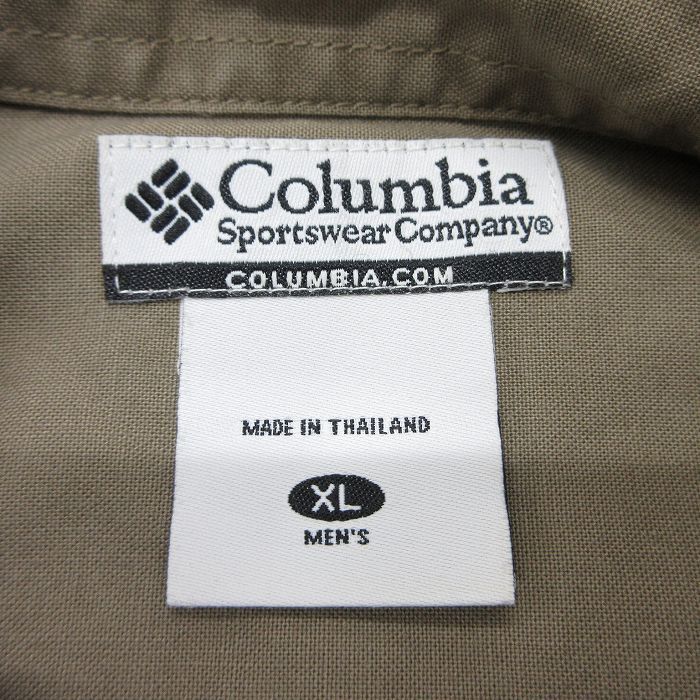 Columbia
Sportswear Company®
COLUMBIA.COM
MADE IN THAILAND
XL
MEN'S